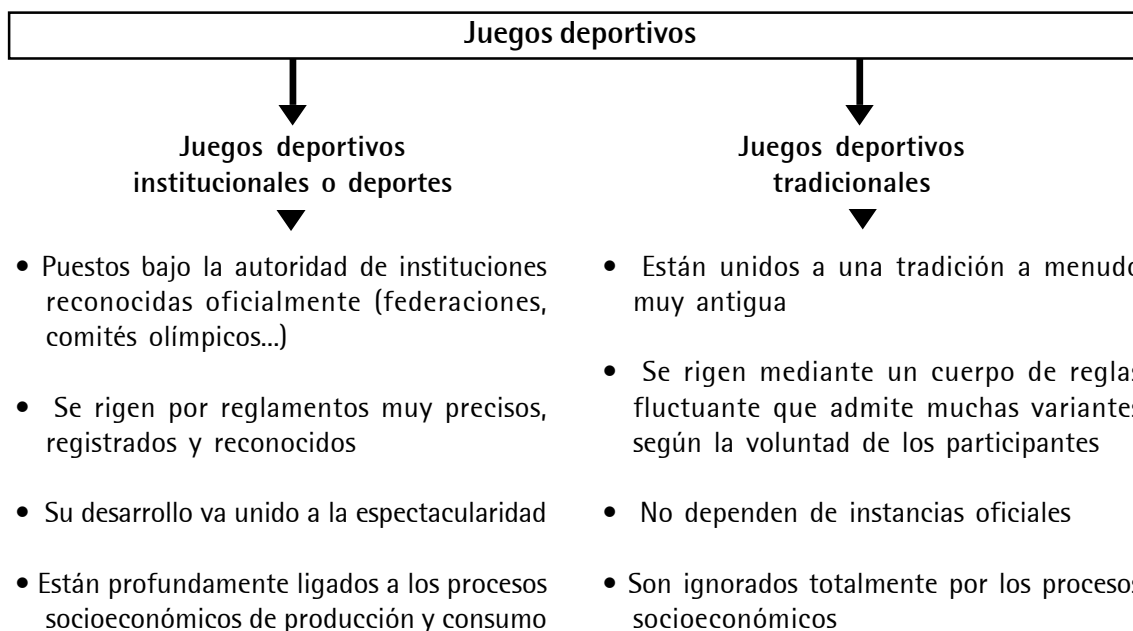 Juegos deportivos
Juegos deportivos
institucionales o deportes
• Puestos bajo la autoridad de instituciones
reconocidas oficialmente (federaciones,
comités olímpicos...)
• Se rigen por reglamentos muy precisos,
registrados y reconocidos
• Su desarrollo va unido a la espectacularidad
• Están profundamente ligados a los procesos
socioeconómicos de producción y consumo
Juegos deportivos
tradicionales
• Están unidos a una tradición a menudo
muy antigua
• Se rigen mediante un cuerpo de reglas
fluctuante que admite muchas variantes
según la voluntad de los participantes
• No dependen de instancias oficiales
• Son ignorados totalmente por los procesos
socioeconómicos